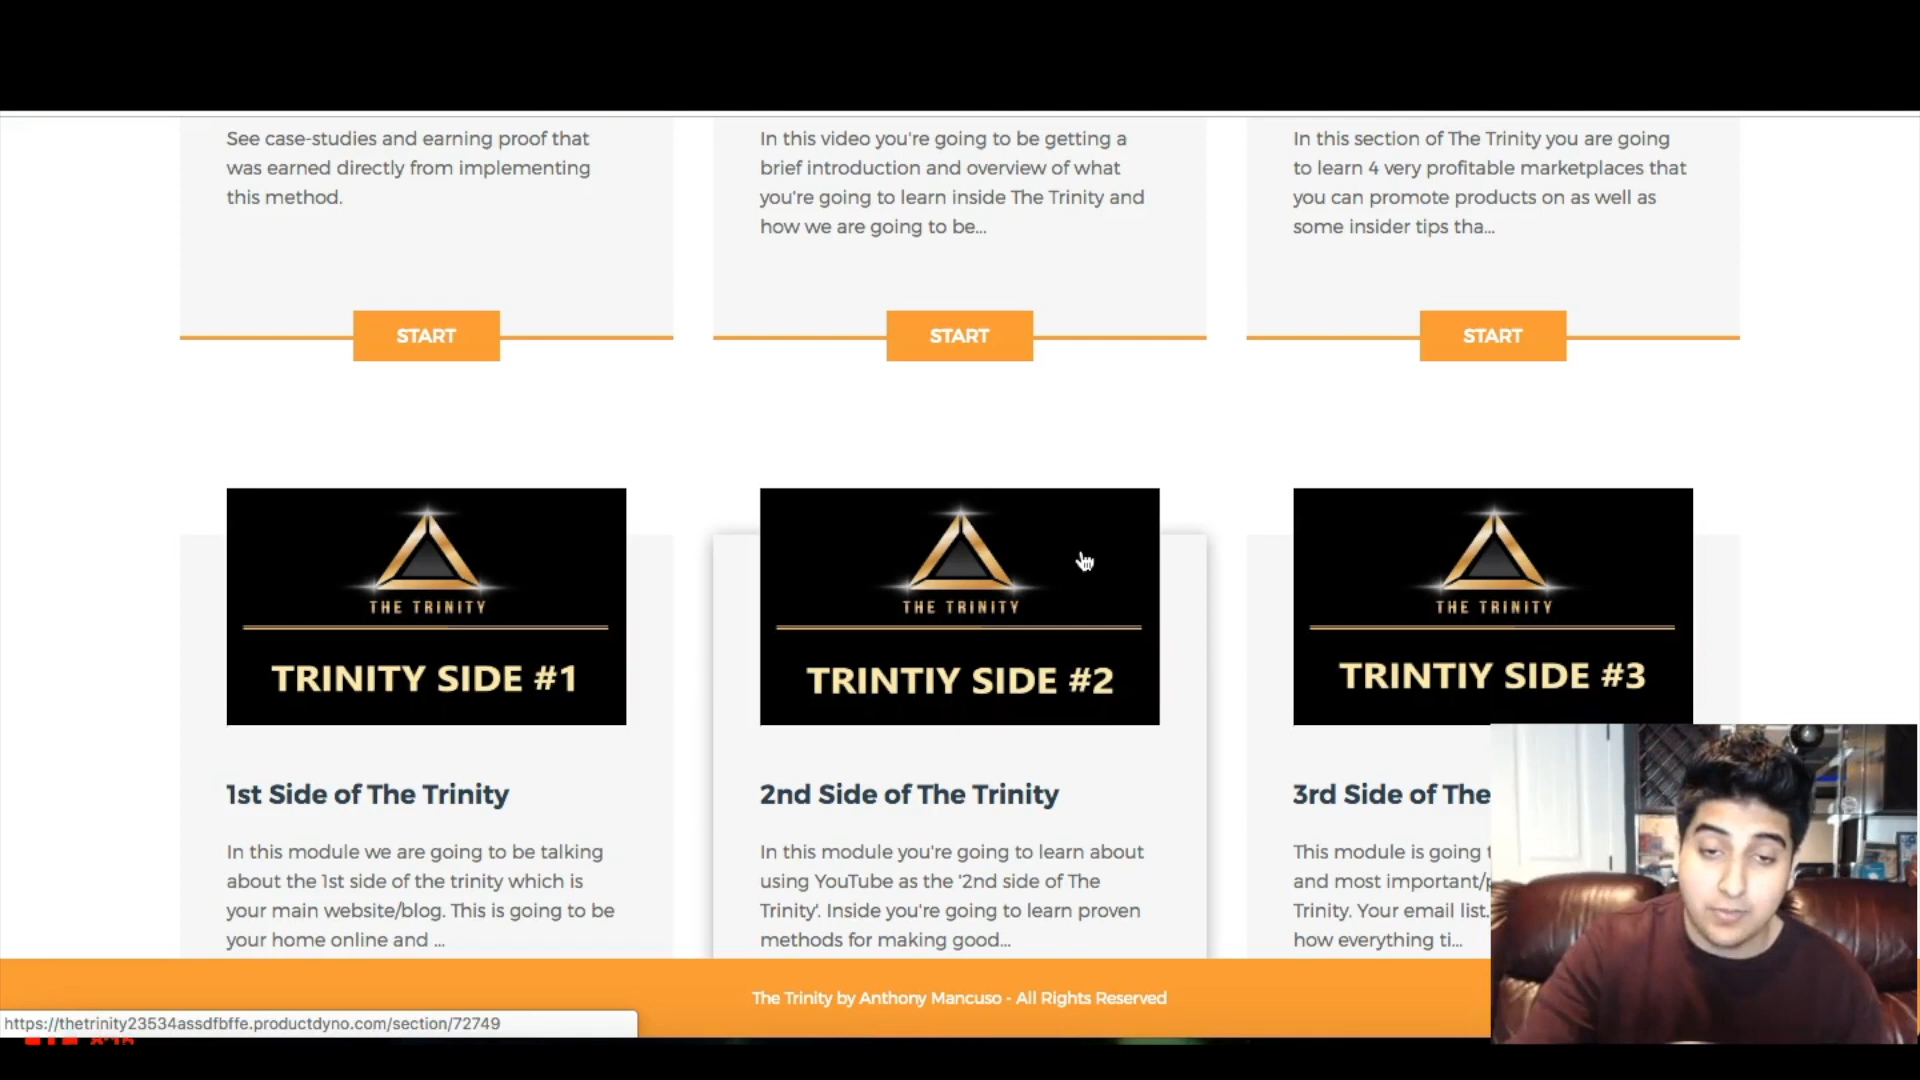 See case-studies and earning proof that
was earned directly from implementing
this method.
START
In this video you're going to be getting a
brief introduction and overview of what
you're going to learn inside The Trinity and
how we are going to be...
START
In this section of The Trinity you are going
to learn 4 very profitable marketplaces that
you can promote products on as well as
some insider tips tha...
START
THE TRINITY
TRINITY SIDE #1
1st Side of The Trinity
In this module we are going to be talking
about the 1st side of the trinity which is
your main website/blog. This is going to be
your home online and ...
THE TRINITY
TRINTIY SIDE #2
2nd Side of The Trinity
In this module you're going to learn about
using YouTube as the '2nd side of The
Trinity'. Inside you're going to learn proven
methods for making good...
THE TRINITY
TRINTIY SIDE #3
3rd Side of The
This module is going
and most important/
Trinity. Your email list.
how everything ti...
The Trinity by Anthony Mancuso - All Rights Reserved
https://thetrinity23534assdfbffe.productdyno.com/section/72749